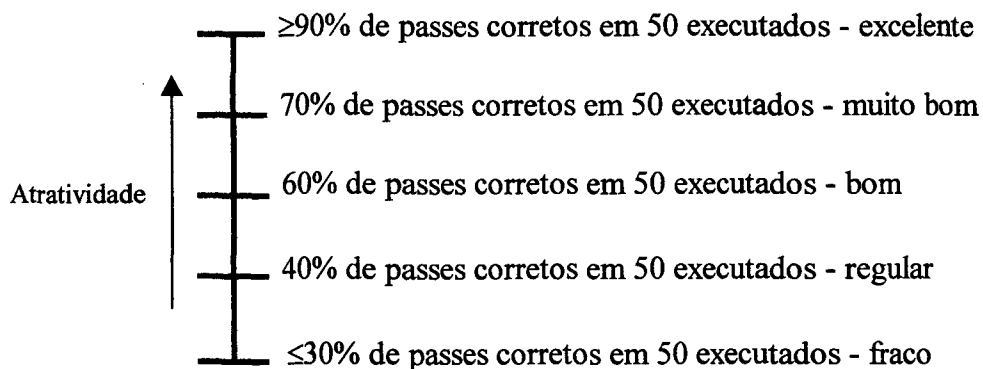 ≥90% de passes corretos em 50 executados - excelente
70% de passes corretos em 50 executados - muito bom
Atratividade
60% de passes corretos em 50 executados - bom
40% de passes corretos em 50 executados - regular
≤30% de passes corretos em 50 executados - fraco